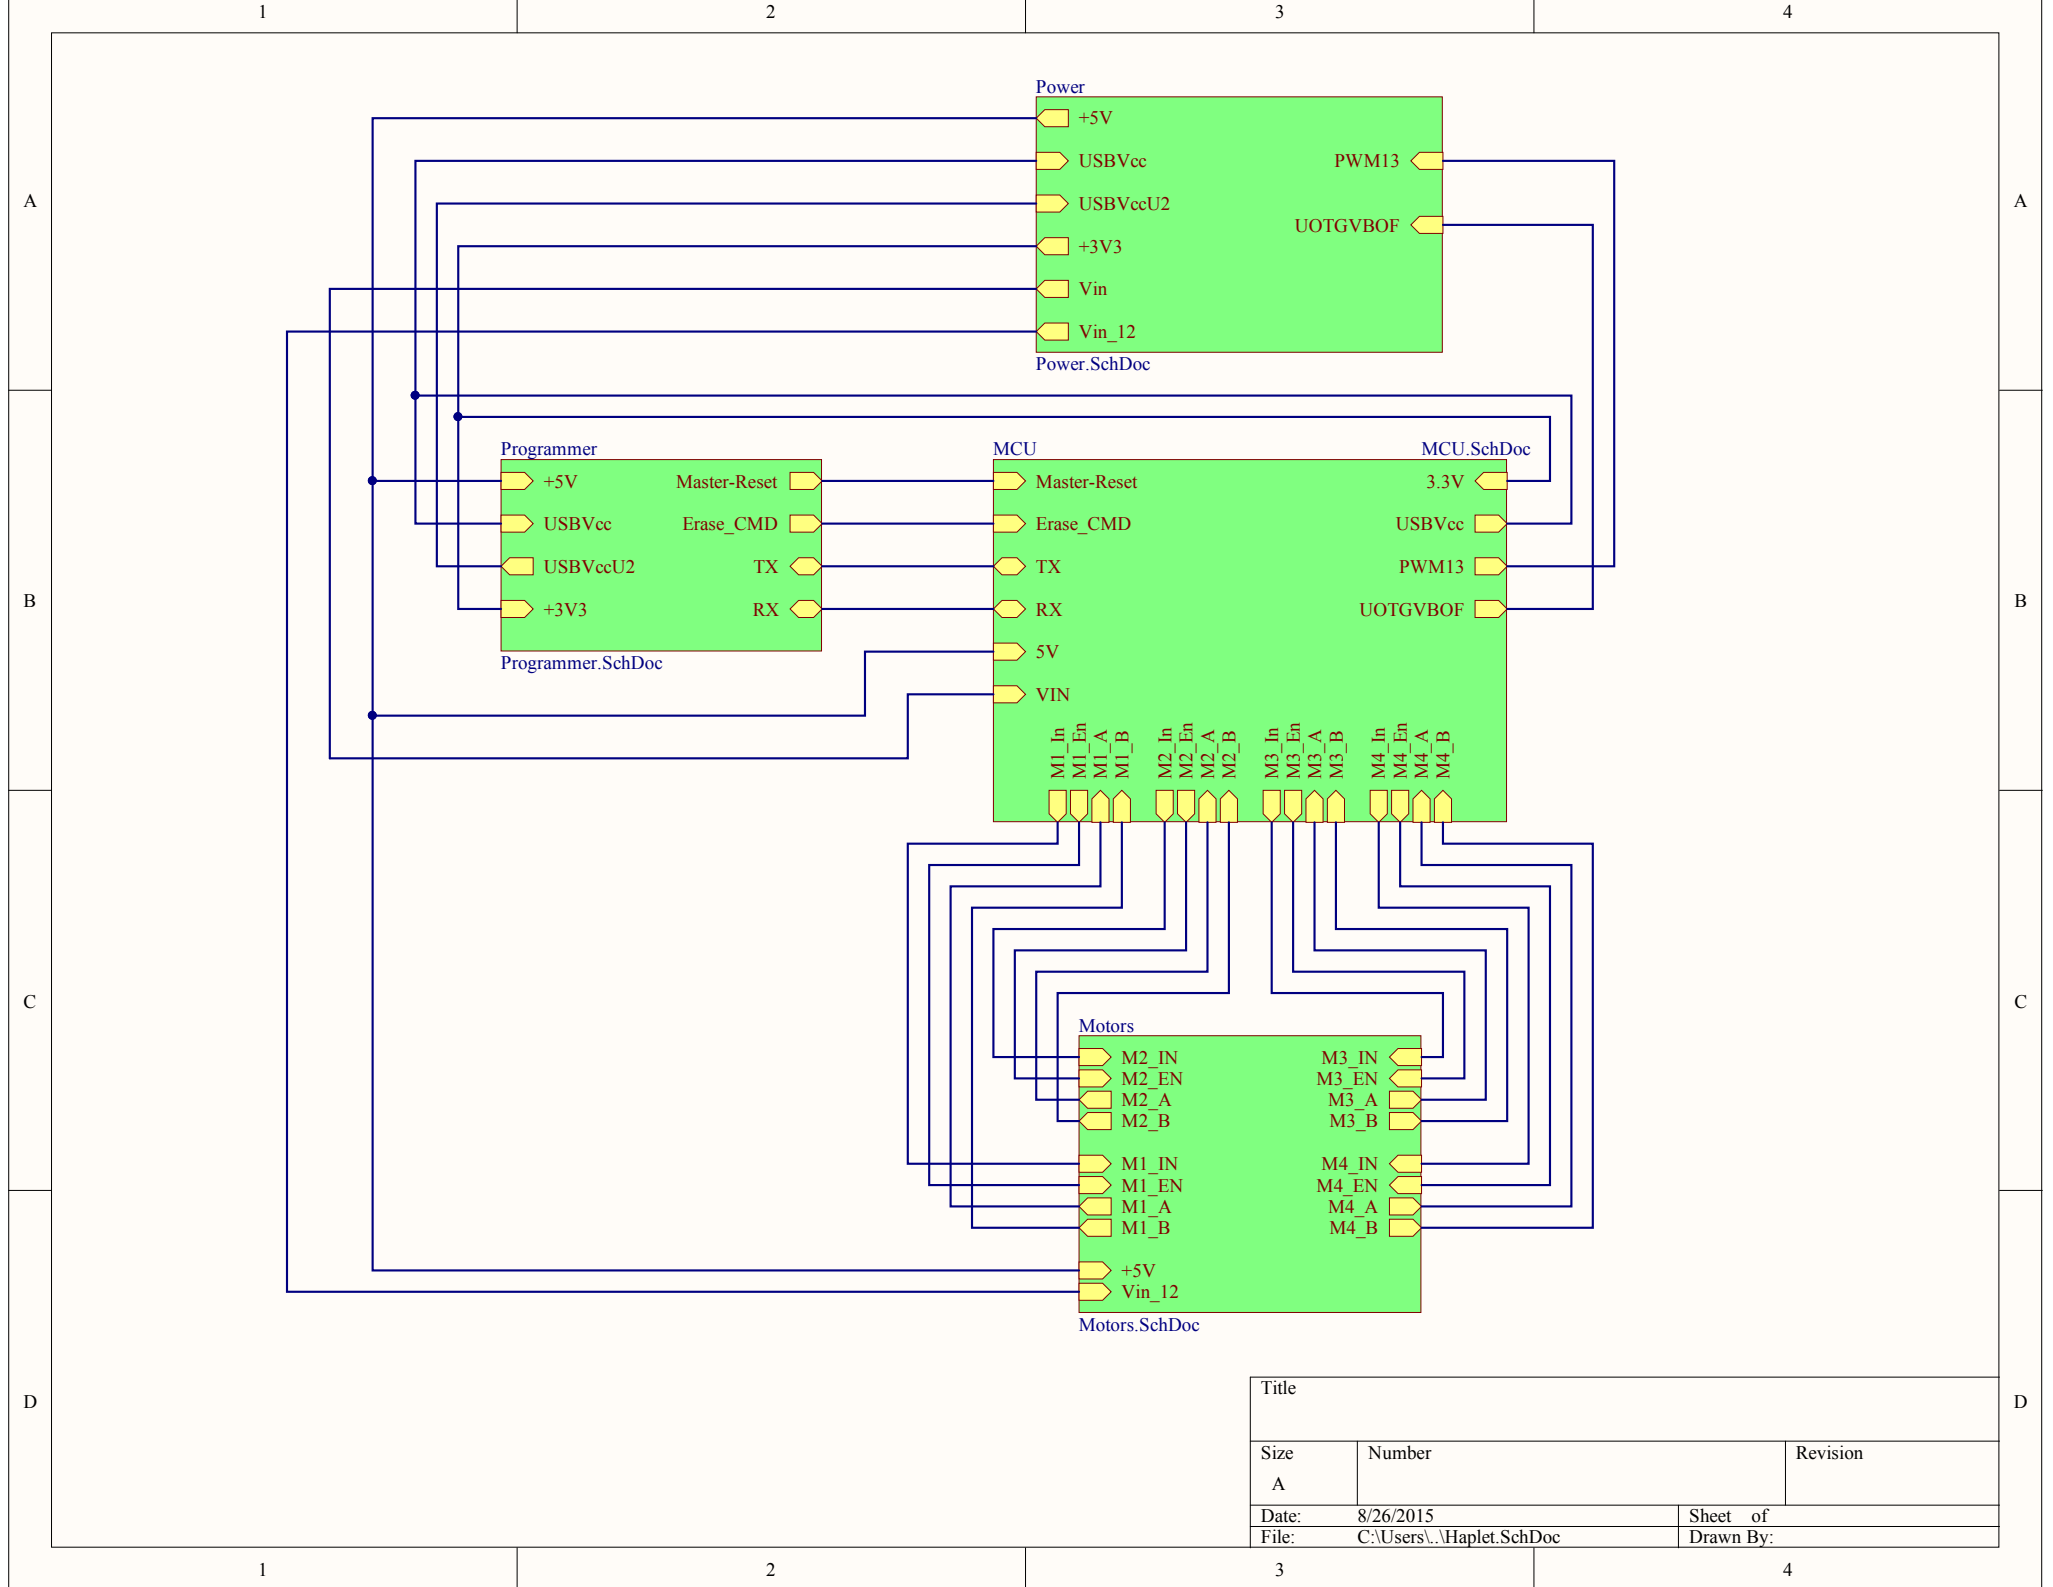 1 2 3 4
Power
+5V
USBVcc PWM13
A USBVccU2 A
UOTGVBOF
+3V3
Vin
Vin_12
Power.SchDoc
Programmer MCU MCU.SchDoc
+5V Master-Reset Master-Reset 3.3V
USBVcc Erase_CMD Erase_CMD USBVcc
USBVccU2 TX TX PWM13
B B
+3V3 RX RX UOTGVBOF
5V
Programmer.SchDoc
VIN
M1_In
M1_En
M1_A
M1_B
M2_In
M2_En
M2_A
M2_B
M3_In
M3_En
M3_A
M3_B
M4_In
M4_En
M4_A
M4_B
C C
Motors
M2_IN M3_IN
M2_EN M3_EN
M2_A M3_A
M2_B M3_B
M1_IN M4_IN
M1_EN M4_EN
M1_A M4_A
M1_B M4_B
+5V
Vin_12
Motors.SchDoc
D D
Title
Size Number Revision
A
Date: 8/26/2015 Sheet of
File: C:\Users\..\Haplet.SchDoc Drawn By:
1 2 3 4